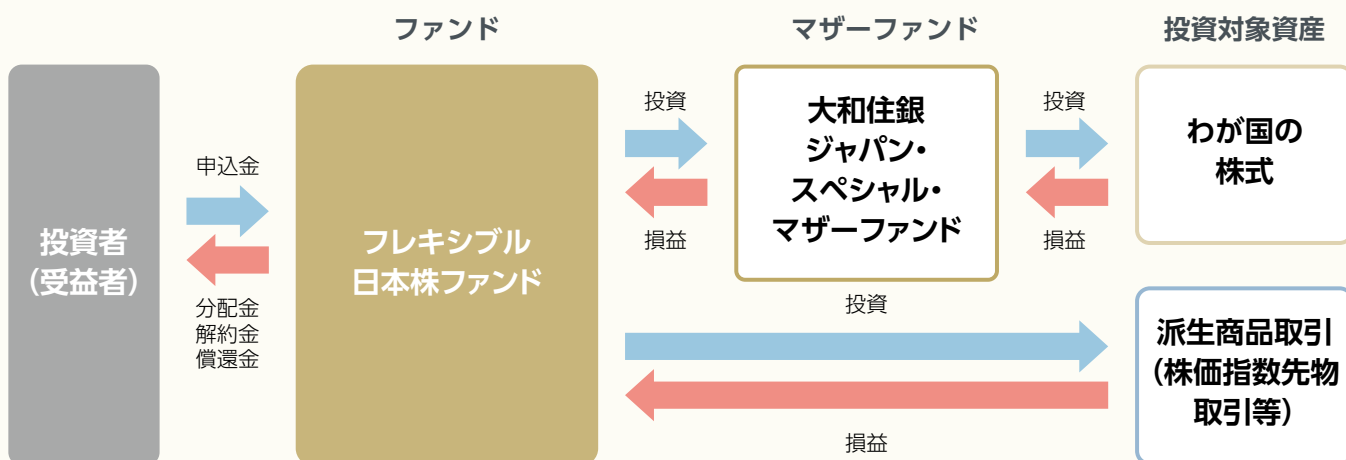 ファンド
マザーファンド
投資対象資産
投資者
(受益者)
申込金
分配金
解約金
償還金
フレキシブル
日本株ファンド
投資
損益
大和住銀
ジャパン・
スペシャル・
マザーファンド
投資
損益
わが国の
株式
投資
損益
派生商品取引
(株価指数先物
取引等)